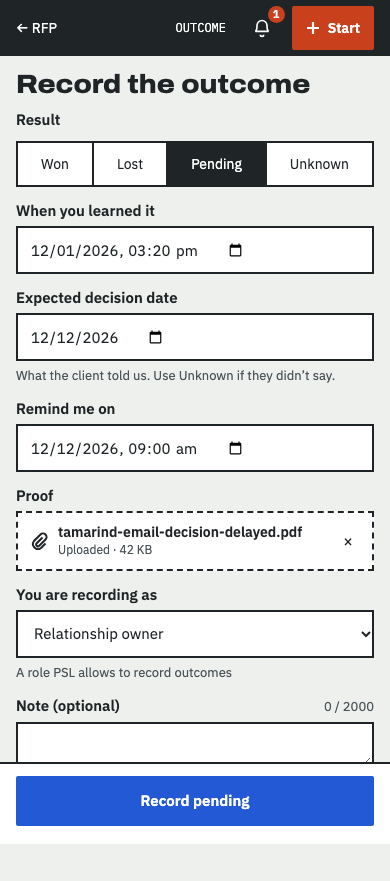 ← RFP
OUTCOME
1
+ Start
Record the outcome
Result
Won
Lost
Pending
Unknown
When you learned it
12/01/2026, 03:20 pm
Expected decision date
12/12/2026
What the client told us. Use Unknown if they didn’t say.
Remind me on
12/12/2026, 09:00 am
Proof
tamarind-email-decision-delayed.pdf
Uploaded · 42 KB
×
You are recording as
Relationship owner
A role PSL allows to record outcomes
Note (optional)
0 / 2000
Record pending